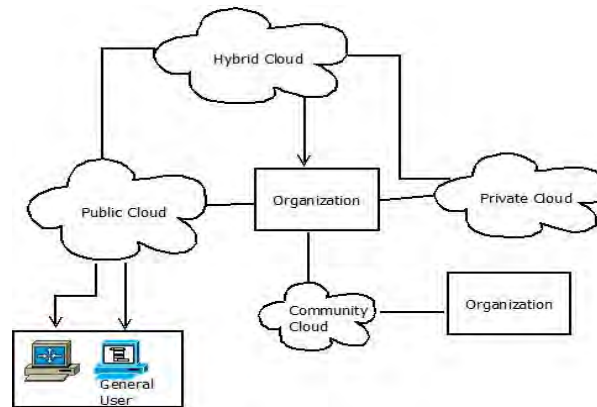 Hybrid Cloud
Public Cloud
Organization
Private Cloud
Community
Cloud
Organization
General
User